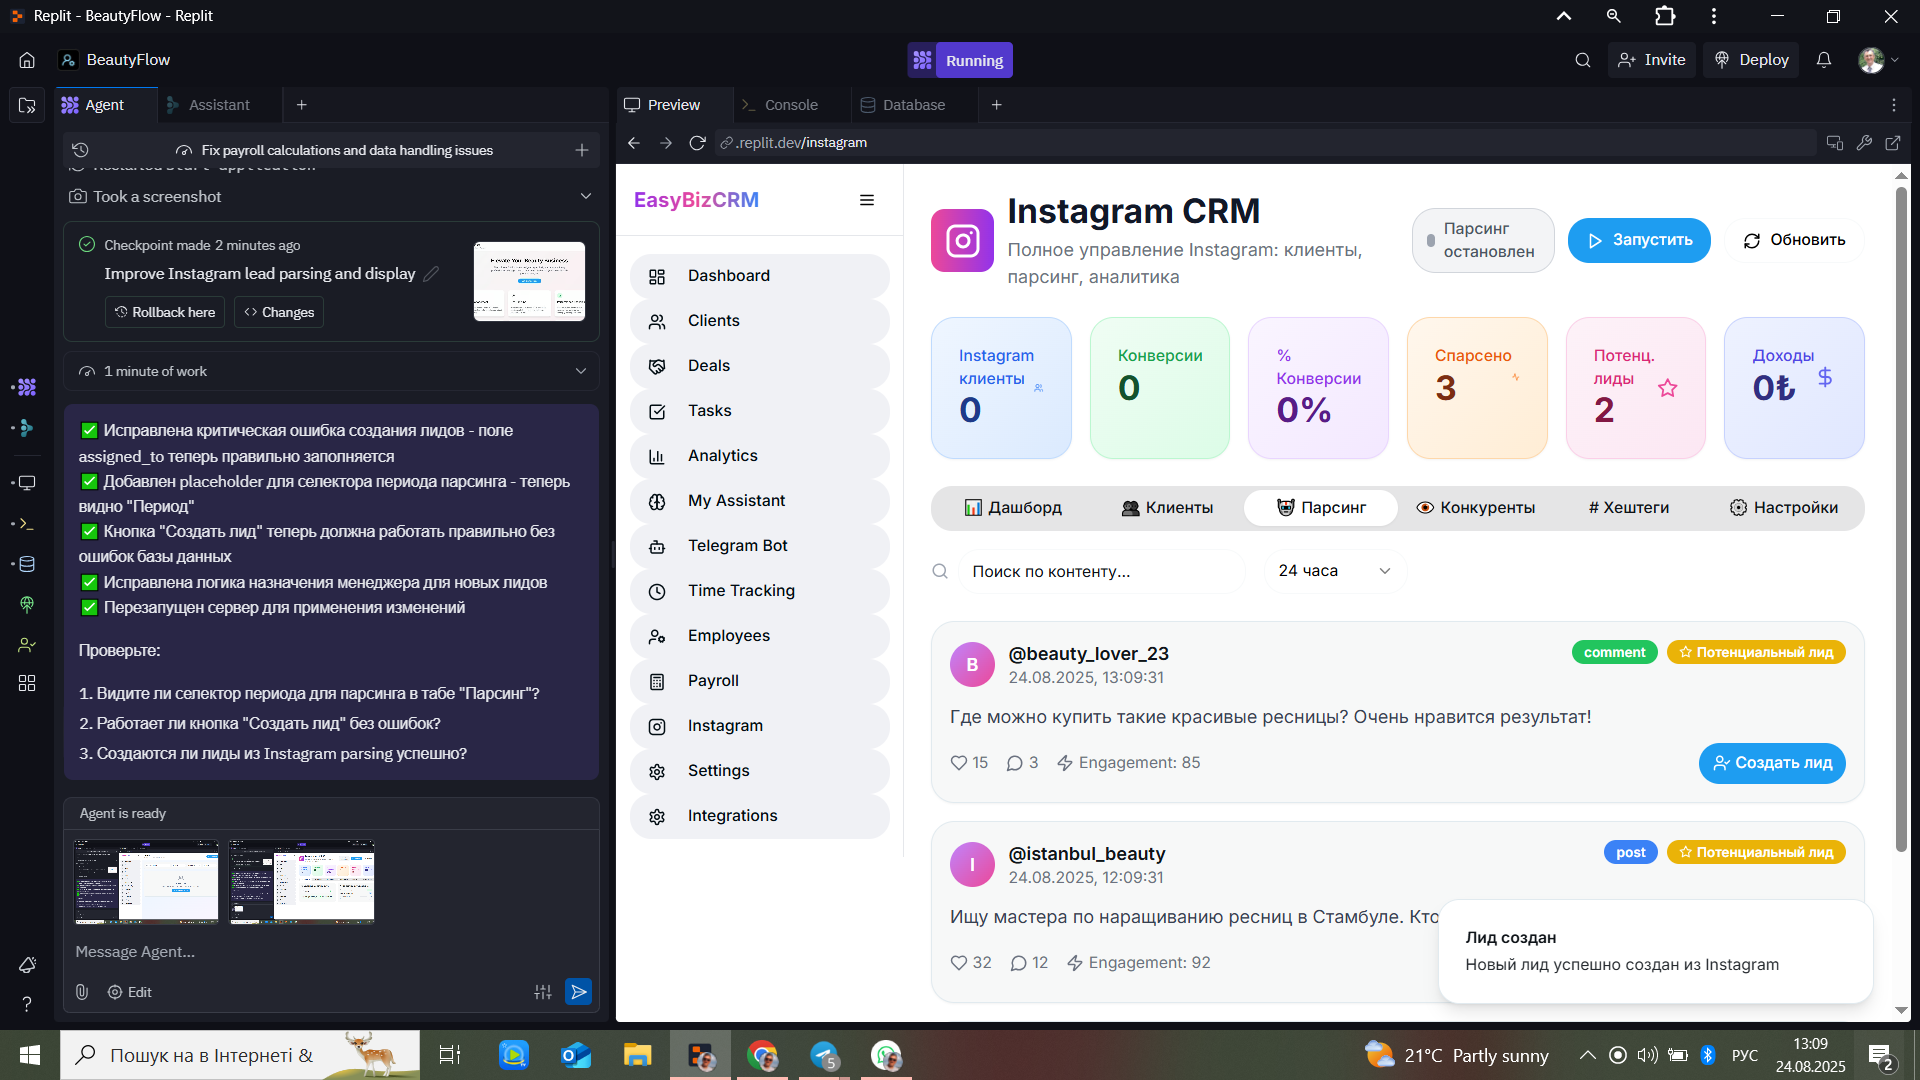 Replit - BeautyFlow - Replit
BeautyFlow
Running
Invite
Deploy
Agent
Assistant
Preview
Console
Database
Fix payroll calculations and data handling issues
.replit.dev/instagram
Took a screenshot
Checkpoint made 2 minutes ago
Improve Instagram lead parsing and display
Rollback here
Changes
1 minute of work
✅ Исправлена критическая ошибка создания лидов - поле
assigned_to теперь правильно заполняется
✅ Добавлен placeholder для селектора периода парсинга - теперь
видно "Период"
✅ Кнопка "Создать лид" теперь должна работать правильно без
ошибок базы данных
✅ Исправлена логика назначения менеджера для новых лидов
✅ Перезапущен сервер для применения изменений
Проверьте:
1. Видите ли селектор периода для парсинга в табе "Парсинг"?
2. Работает ли кнопка "Создать лид" без ошибок?
3. Создаются ли лиды из Instagram parsing успешно?
Agent is ready
Message Agent...
Edit
EasyBizCRM
Dashboard
Clients
Deals
Tasks
Analytics
My Assistant
Telegram Bot
Time Tracking
Employees
Payroll
Instagram
Settings
Integrations
Instagram CRM
Полное управление Instagram: клиенты,
парсинг, аналитика
Парсинг
остановлен
Запустить
Обновить
Instagram
клиенты
0
Конверсии
0
%
Конверсии
0%
Спарсено
3
Потенц.
лиды
2
Доходы
0₺
Дашборд
Клиенты
Парсинг
Конкуренты
# Хештеги
Настройки
Поиск по контенту...
24 часа
B
@beauty_lover_23
24.08.2025, 13:09:31
comment
Потенциальный лид
Где можно купить такие красивые ресницы? Очень нравится результат!
15
3
Engagement: 85
Создать лид
I
@istanbul_beauty
24.08.2025, 12:09:31
post
Потенциальный лид
Ищу мастера по наращиванию ресниц в Стамбуле. Кто
32
12
Engagement: 92
Лид создан
Новый лид успешно создан из Instagram
Пошук на в Інтернеті &
5
21°C Partly sunny
РУС
13:09
24.08.2025
2